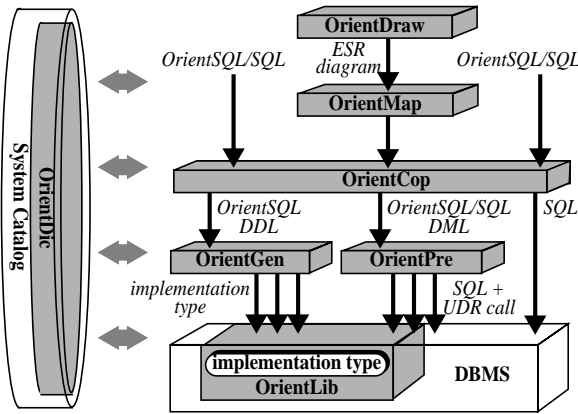 OrientDraw
OrientSQL/SQL
ESR
diagram
OrientSQL/SQL
OrientMap
System Catalog
OrientDic
OrientCop
OrientSQL
DDL
OrientSQL/SQL
DML
SQL
OrientGen
OrientPre
implementation
type
SQL +
UDR call
implementation type
OrientLib
DBMS